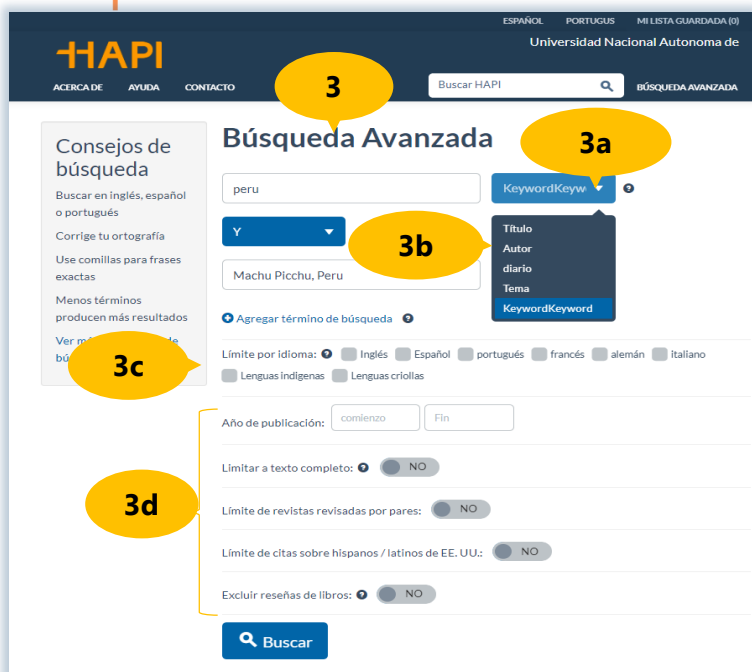 ESPAÑOL PORTUGUS MI LISTA GUARDADA (0)
HAPI
Universidad Nacional Autonoma de
ACERCA DE AYUDA CONTACTO
Buscar HAPI
BÚSQUEDA AVANZADA
3
Consejos de
búsqueda
Buscar en inglés, español
o portugués
Corrige tu
ortografía
Use comillas para frases
exactas
Menos términos
producen más resultados
Búsqueda Avanzada
3a
peru
KeywordKeyw
Y
3b
Título
Autor
diario
Tema
KeywordKeyword
Machu Picchu, Peru
Agregar término de búsqueda
3c
Límite por idioma: Inglés Español portugués francés alemán italiano
Lenguas indigenas Lenguas criollas
3d
Año de publicación: comienzo Fin
Limitar a texto completo: NO
Límite de revistas revisadas por pares: NO
Límite de citas sobre hispanos / latinos de EE. UU.: NO
Excluir reseñas de libros: NO
Buscar